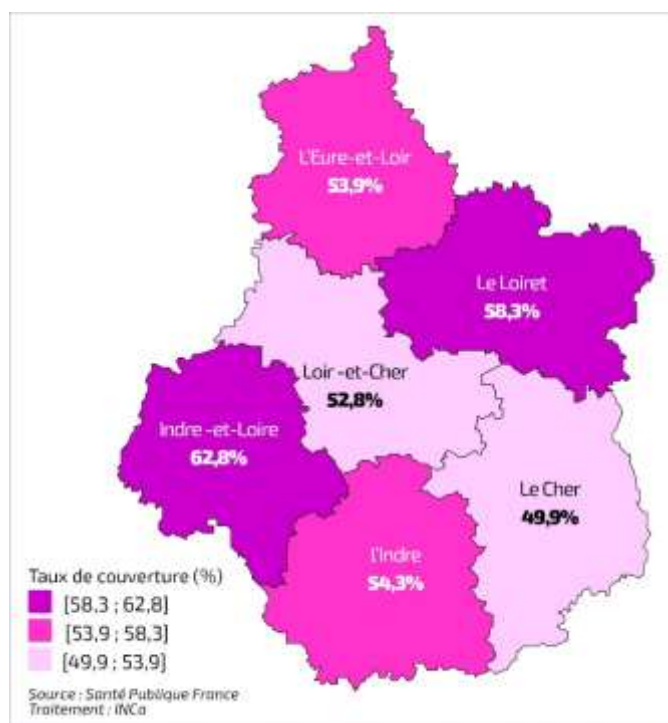 L'Eure-et-Loir
53,9%
Le Loiret
58,3%
Loir -et-Cher
52,8%
Indre -et-Loire
62,8%
Le Cher
49,9%
l'Indre
54,3%
Taux de couverture (%)
[58.3 ; 62,8]
[53,9 ; 58,3]
[49,9 ; 53,9]
Source : Santé Publique France
Traitement : INCa